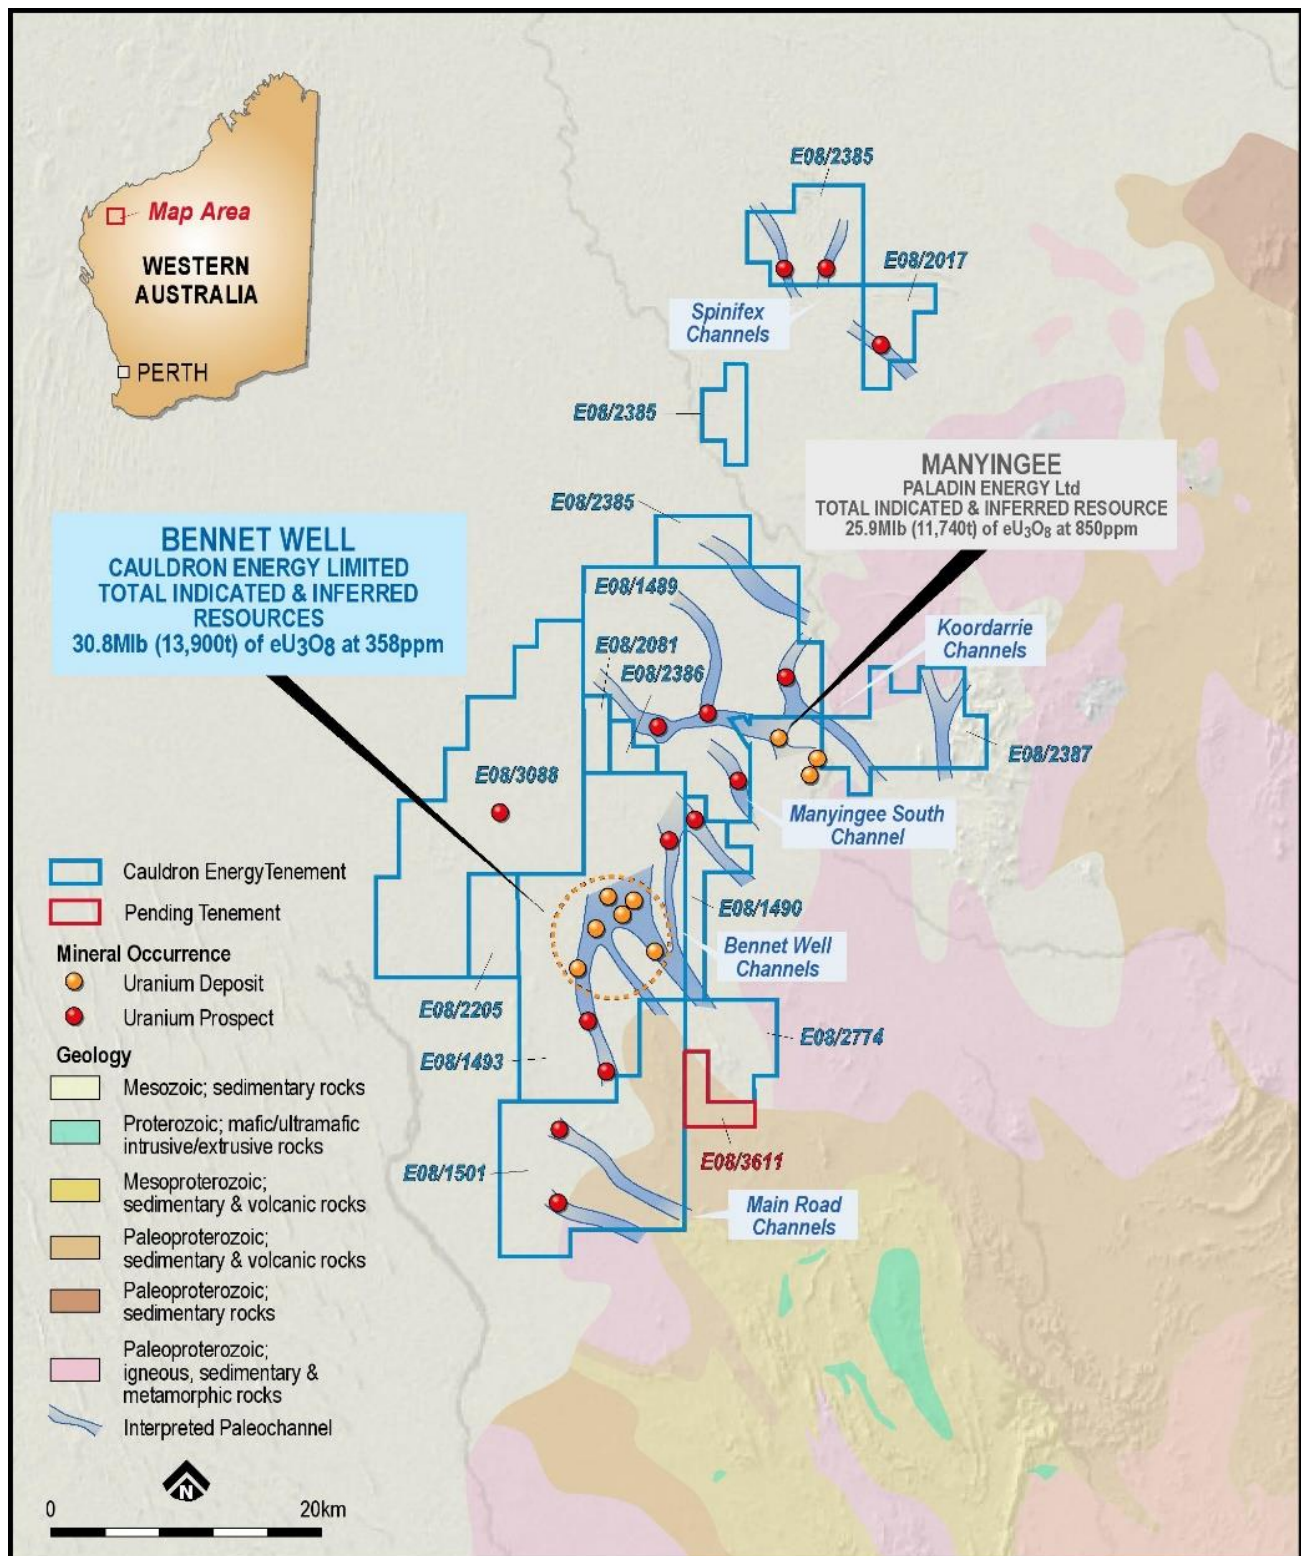 E08/2385
Map Area
WESTERN
AUSTRALIA
PERTH
E08/2017
Spinifex
Channels
E08/2385
MANYINGEE
PALADIN ENERGY Ltd
TOTAL INDICATED & INFERRED RESOURCE
25.9Mlb (11,740t) of eU3O8 at 850ppm
E08/2385
BENNET WELL
CAULDRON ENERGY LIMITED
TOTAL INDICATED & INFERRED
RESOURCES
30.8Mlb (13,900t) of eU3O8 at 358ppm
E08/1489
Koordarrie
Channels
E08/2081
E08/2386
E08/2387
E08/3088
Manyingee South
Channel
E08/1490
Bennet Well
Channels
E08/2205
E08/2774
E08/1493
E08/3611
E08/1501
Main Road
Channels
Cauldron EnergyTenement
Pending Tenement
Mineral Occurrence
Uranium Deposit
Uranium Prospect
Geology
Mesozoic; sedimentary rocks
Proterozoic; mafic/ultramafic
intrusive/extrusive rocks
Mesoproterozoic;
sedimentary & volcanic rocks
Paleoproterozoic;
sedimentary & volcanic rocks
Paleoproterozoic;
sedimentary rocks
Paleoproterozoic;
igneous, sedimentary &
metamorphic rocks
Interpreted Paleochannel
N
0 20km